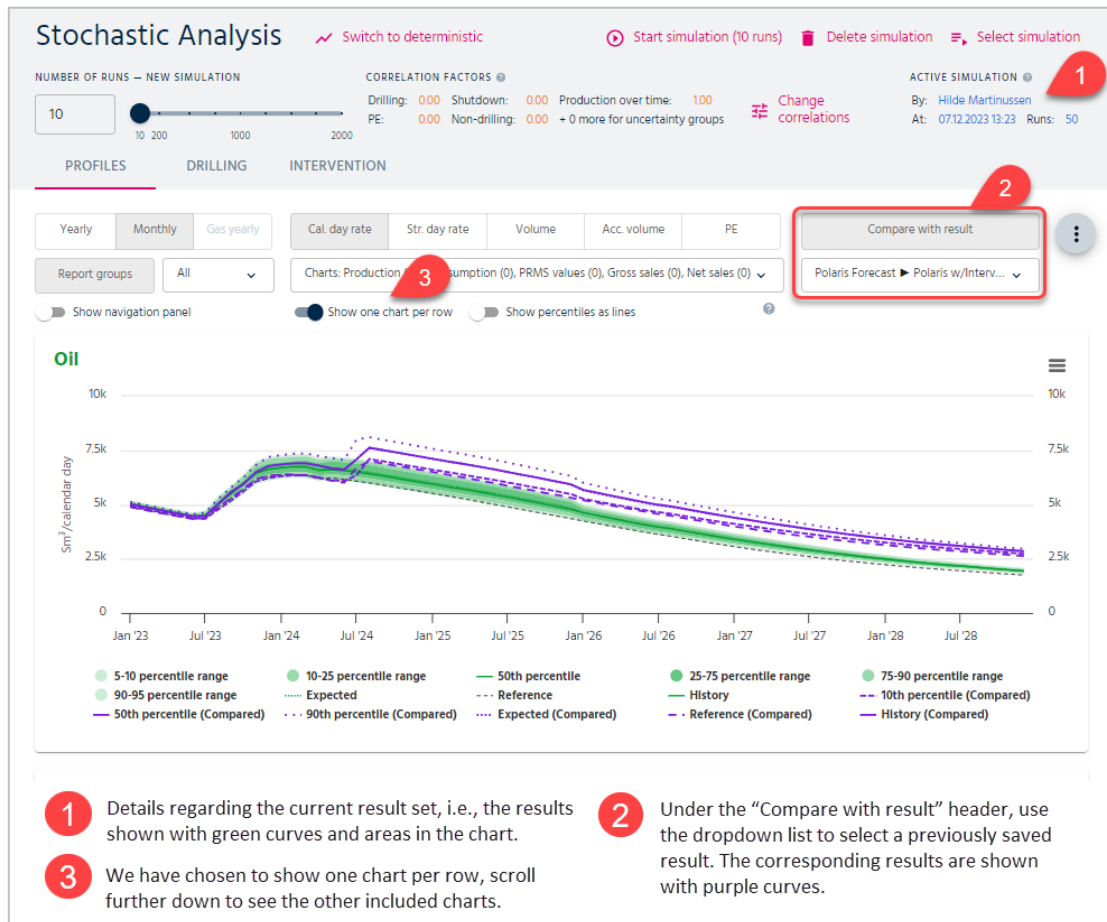 Stochastic Analysis
Switch to deterministic
Start simulation (10 runs)
Delete simulation
Select simulation
NUMBER OF RUNS – NEW SIMULATION
10
10 200 1000 2000
CORRELATION FACTORS
Drilling: 0.00 Shutdown: 0.00 Production over time: 1.00
PE: 0.00 Non-drilling: 0.00 + 0 more for uncertainty groups
Change
correlations
ACTIVE SIMULATION
By: Hilde Martinussen
At: 07.12.2023 13:23 Runs: 50
1
PROFILES DRILLING INTERVENTION
2
Yearly Monthly Gas yearly
Cal. day rate Str. day rate Volume Acc. volume PE
Compare with result
Report groups All
Charts: Production sumption (0), PRMS values (0), Gross sales (0), Net sales (0)
Polaris Forecast ► Polaris w/Interv...
3
Show navigation panel
Show one chart per row
Show percentiles as lines
Oil
Sm³/calendar day
10k 10k
7.5k 7.5k
5k 5k
2.5k 2.5k
0 0
Jan '23 Jul '23 Jan '24 Jul '24 Jan '25 Jul '25 Jan '26 Jul '26 Jan '27 Jul '27 Jan '28 Jul '28
5-10 percentile range 10-25 percentile range 50th percentile 25-75 percentile range 75-90 percentile range
90-95 percentile range Expected Reference History 10th percentile (Compared)
50th percentile (Compared) 90th percentile (Compared) Expected (Compared) Reference (Compared) History (Compared)
1
Details regarding the current result set, i.e., the results
shown with green curves and areas in the chart.
3
We have chosen to show one chart per row, scroll
further down to see the other included charts.
2
Under the “Compare with result” header, use
the dropdown list to select a previously saved
result. The corresponding results are shown
with purple curves.